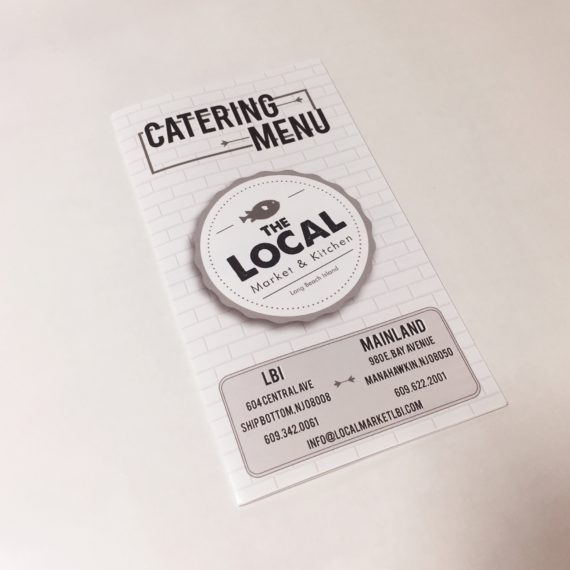 CATERING
MENU
THE
LOCAL
Market & Kitchen
Long Beach Island
LBI
604 CENTRAL AVE
SHIP BOTTOM, NJ 08008
609.342.0061
MAINLAND
980 E. BAY AVENUE
MANAHAWKIN, NJ 08050
609.622.2001
INFO@LOCALMARKETLBI.COM